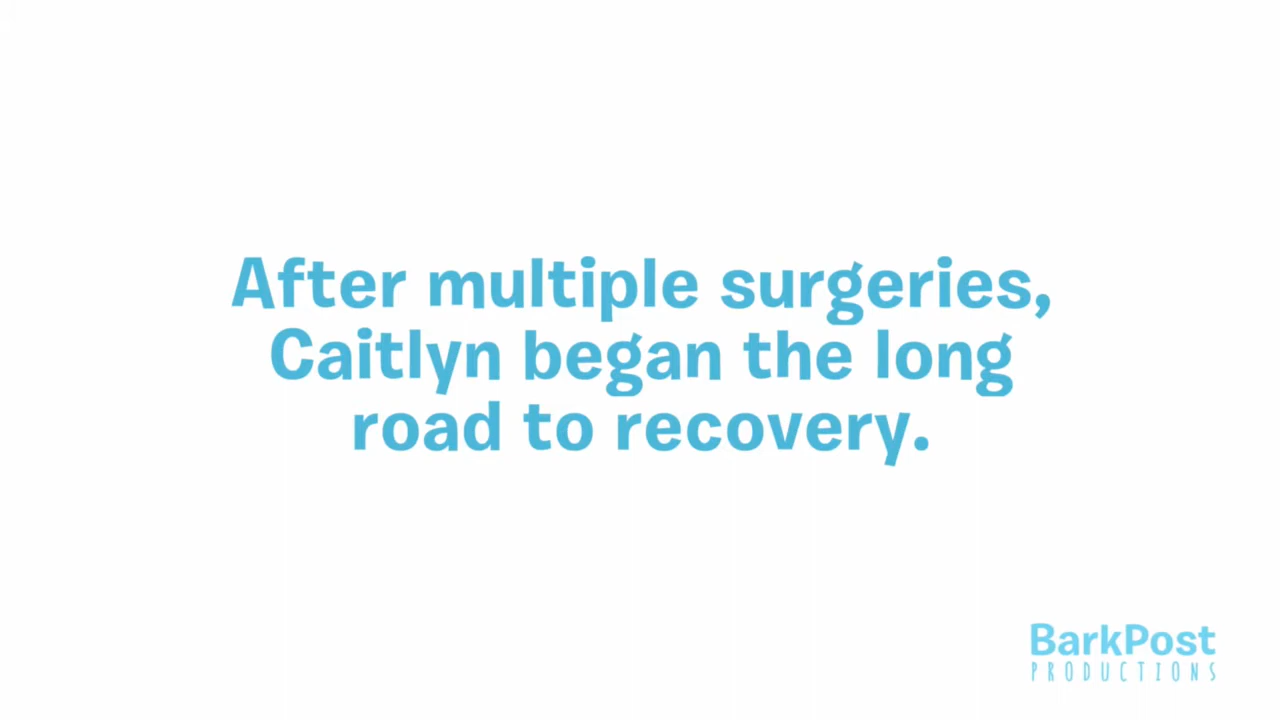 After multiple surgeries,
Caitlyn began the long
road to recovery.
BarkPost
PRODUCTIONS